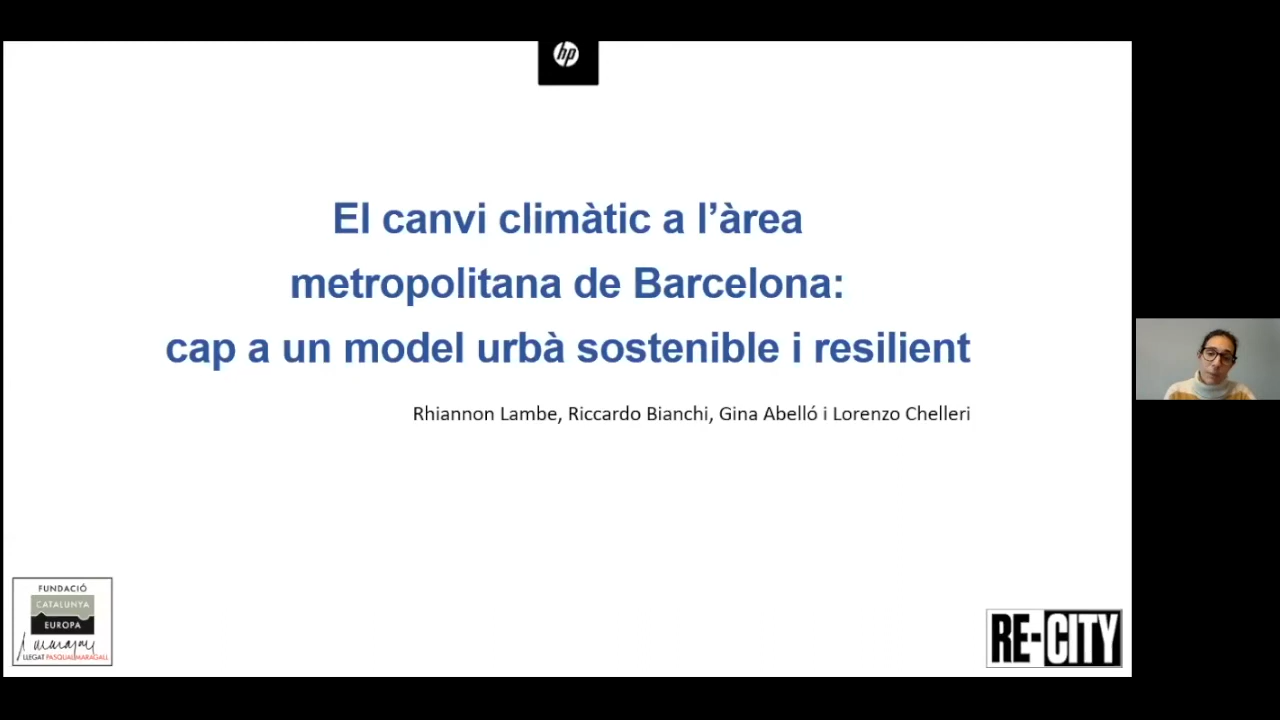 hp
El canvi climàtic a l’àrea
metropolitana de Barcelona:
cap a un model urbà sostenible i resilient
Rhiannon Lambe, Riccardo Bianchi, Gina Abelló i Lorenzo Chelleri
FUNDACIÓ
CATALUNYA
EUROPA
LLEGAT PASQUAL MARAGALL
RE-CITY